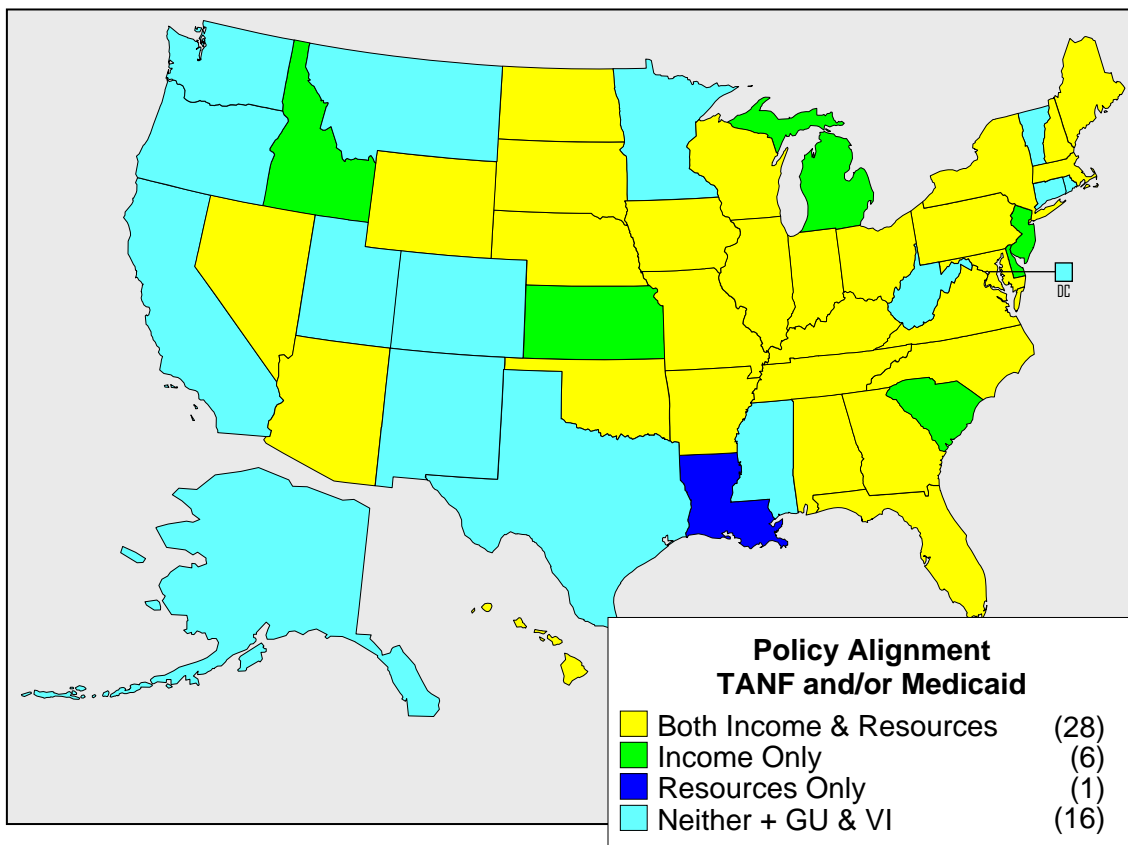 DC
Policy Alignment
TANF and/or Medicaid
Both Income & Resources (28)
Income Only (6)
Resources Only (1)
Neither + GU & VI (16)